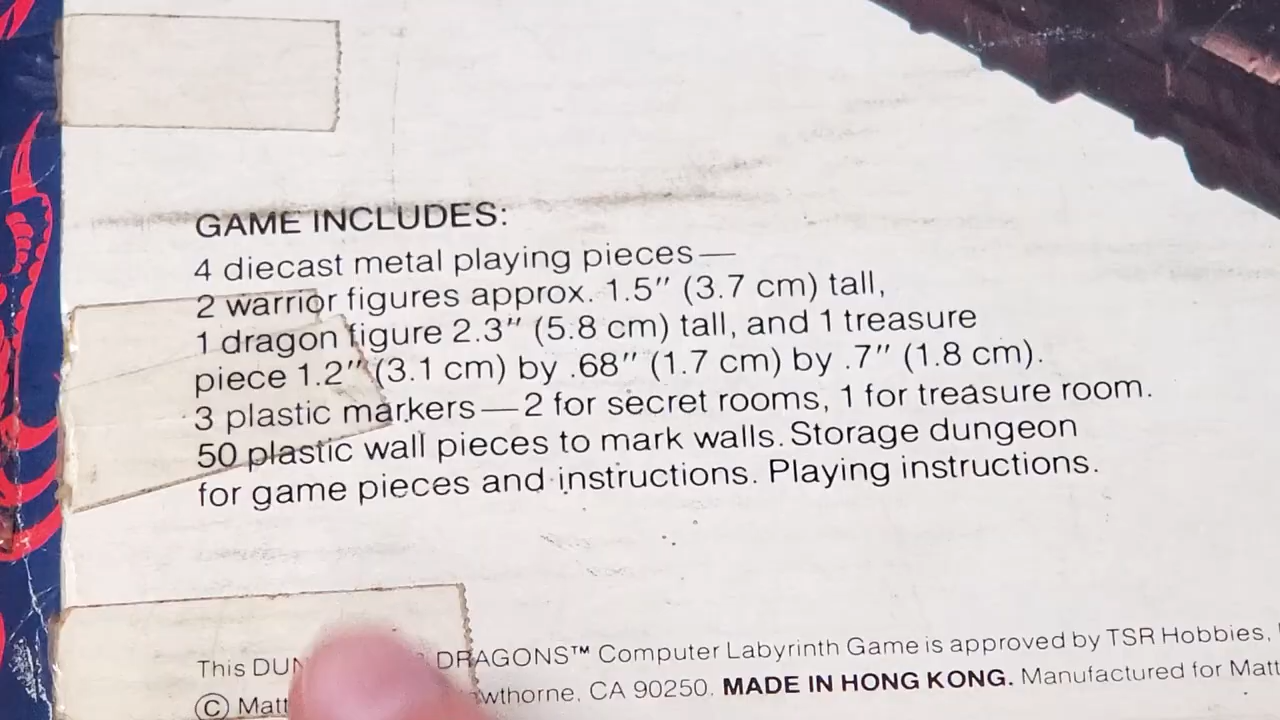 GAME INCLUDES:
4 diecast metal playing pieces—
2 warrior figures approx. 1.5″ (3.7 cm) tall,
1 dragon figure 2.3″ (5.8 cm) tall, and 1 treasure
piece 1.2″ (3.1 cm) by .68″ (1.7 cm) by .7″ (1.8 cm).
3 plastic markers—2 for secret rooms, 1 for treasure room.
50 plastic wall pieces to mark walls. Storage dungeon
for game pieces and instructions. Playing instructions.
This DRAGONS™ Computer Labyrinth Game is approved by TSR Hobbies,
© CA 90250. MADE IN HONG KONG. Manufactured for